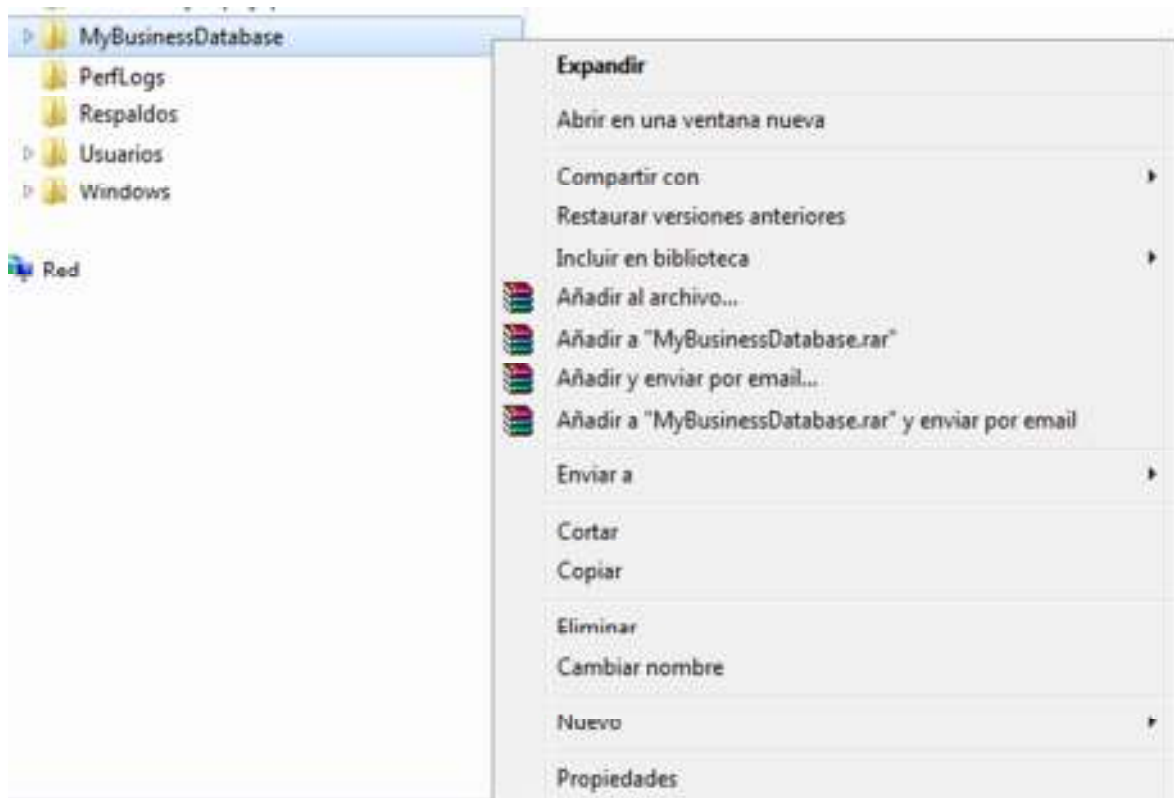 MyBusinessDatabase
PerfLogs
Respaldos
Usuarios
Windows
Red
Expandir
Abrir en una ventana nueva
Compartir con
Restaurar versiones anteriores
Incluir en biblioteca
Añadir al archivo...
Añadir a "MyBusinessDatabase.rar"
Añadir y enviar por email...
Añadir a "MyBusinessDatabase.rar" y enviar por email
Enviar a
Cortar
Copiar
Eliminar
Cambiar nombre
Nuevo
Propiedades